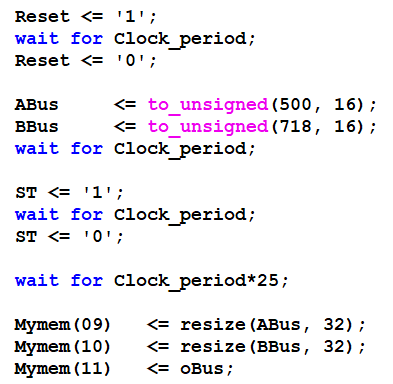 Reset <= '1';
wait for Clock_period;
Reset <= '0';
ABus     <= to_unsigned(500, 16);
BBus     <= to_unsigned(718, 16);
wait for Clock_period;
ST <= '1';
wait for Clock_period;
ST <= '0';
wait for Clock_period*25;
Mymem(09)   <= resize(ABus, 32);
Mymem(10)   <= resize(BBus, 32);
Mymem(11)   <= oBus;